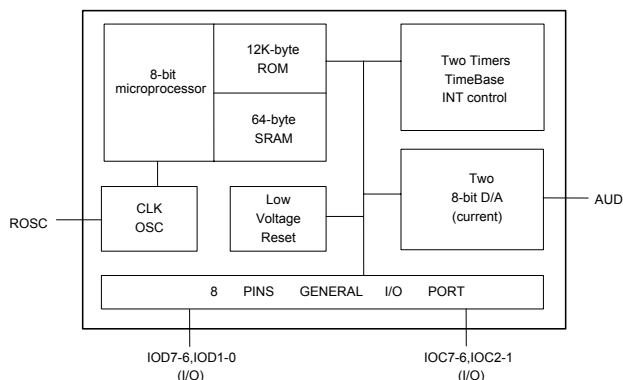 8-bit
microprocessor
12K-byte
ROM
64-byte
SRAM
Two Timers
TimeBase
INT control
ROSC
CLK
OSC
Low
Voltage
Reset
Two
8-bit D/A
(current)
AUD
8 PINS GENERAL I/O PORT
IOD7-6,IOD1-0
(I/O)
IOC7-6,IOC2-1
(I/O)